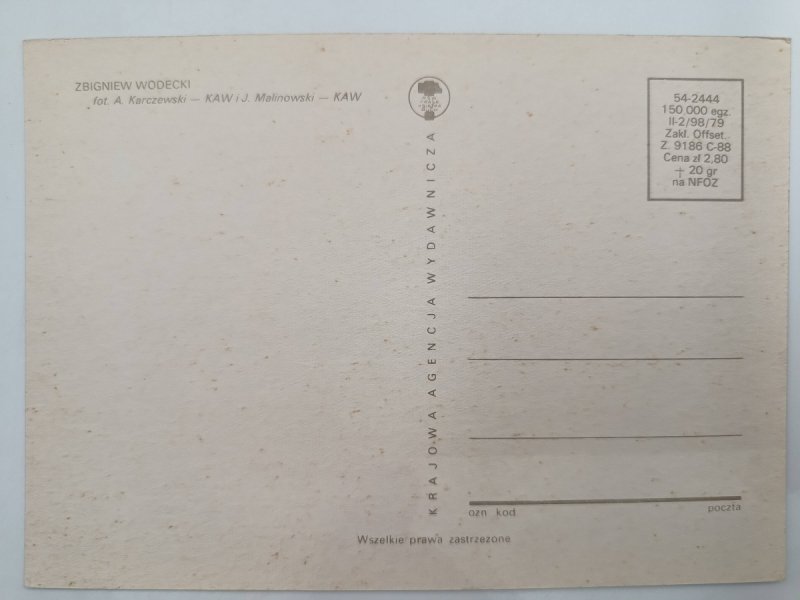 ZBIGNIEW WODECKI
fot. A. Karczewski — KAW i J. Malinowski — KAW
KRAJOWA AGENCJA WYDAWNICZA
54-2444
150 000 egz.
II-2/98/79
Zakł. Offset.
Z. 9186 C-88
Cena zł 2,80
+ 20 gr
na NFOZ
ozn kod
poczta
Wszelkie prawa zastrzeżone